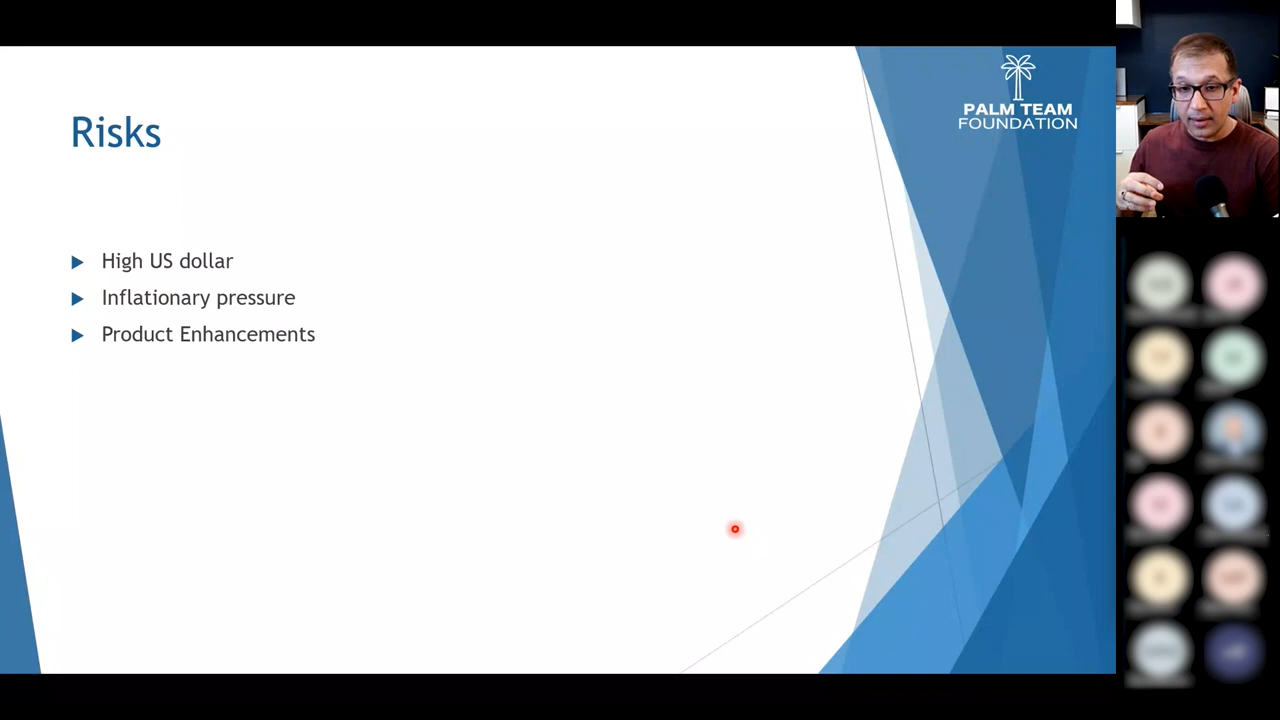 PALM TEAM
FOUNDATION
Risks
High US dollar
Inflationary pressure
Product Enhancements